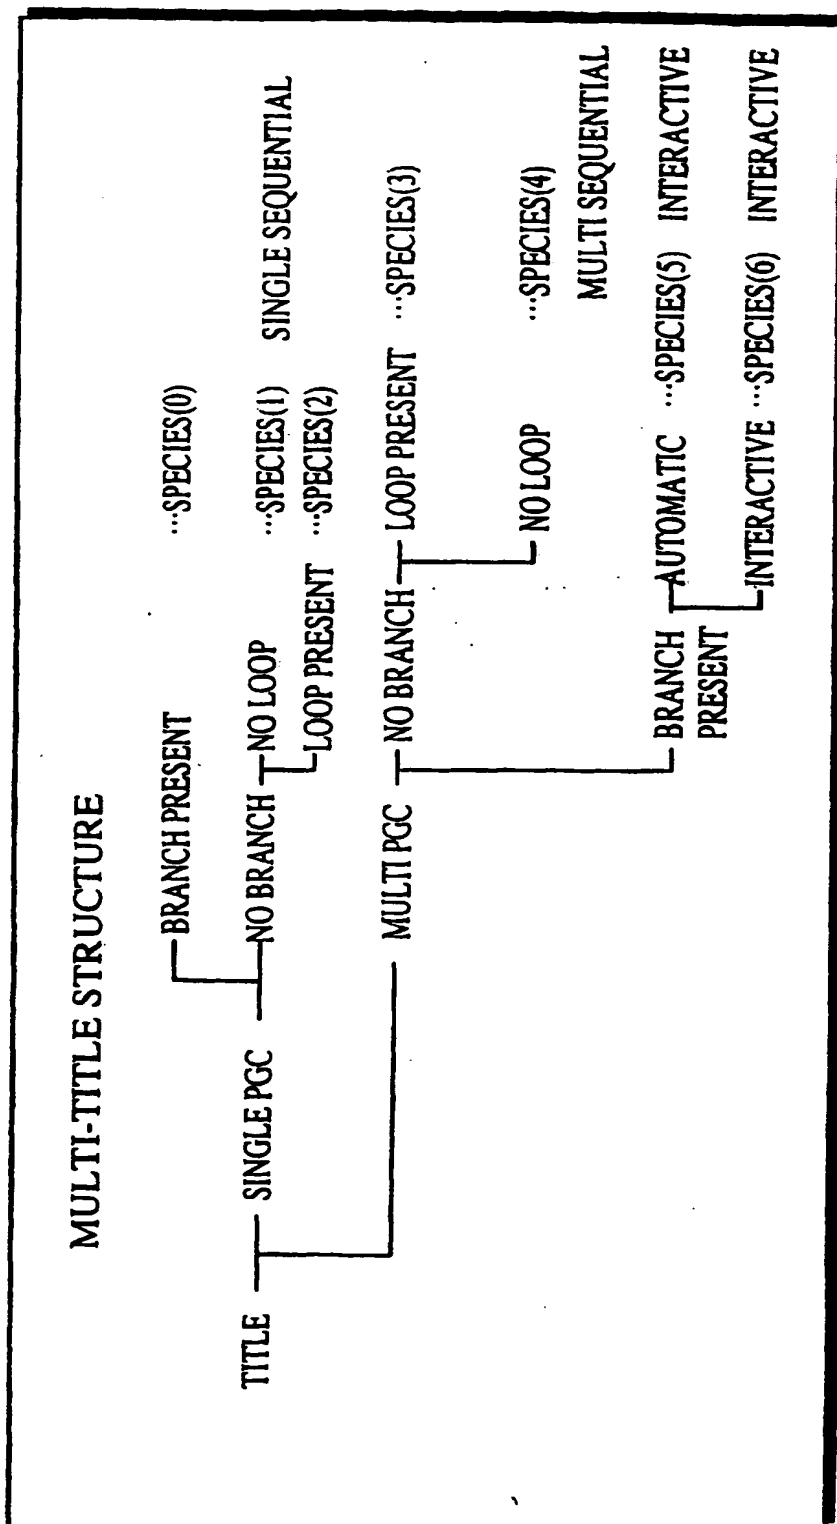 MULTI-TITLE STRUCTURE
BRANCH PRESENT ···SPECIES(0)
TITLE SINGLE PGC NO BRANCH NO LOOP ···SPECIES(1) SINGLE SEQUENTIAL
LOOP PRESENT ···SPECIES(2)
MULTI PGC NO BRANCH LOOP PRESENT ···SPECIES(3)
NO LOOP ···SPECIES(4)
MULTI SEQUENTIAL
BRANCH AUTOMATIC ···SPECIES(5) INTERACTIVE
PRESENT
INTERACTIVE ···SPECIES(6) INTERACTIVE